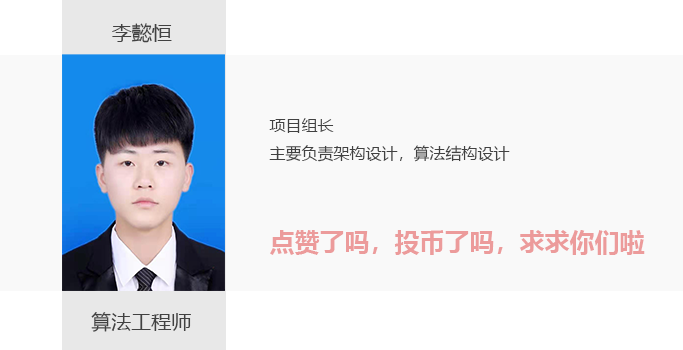 李懿恒
项目组长
主要负责架构设计，算法结构设计
点赞了吗，投币了吗，求求你们啦
算法工程师